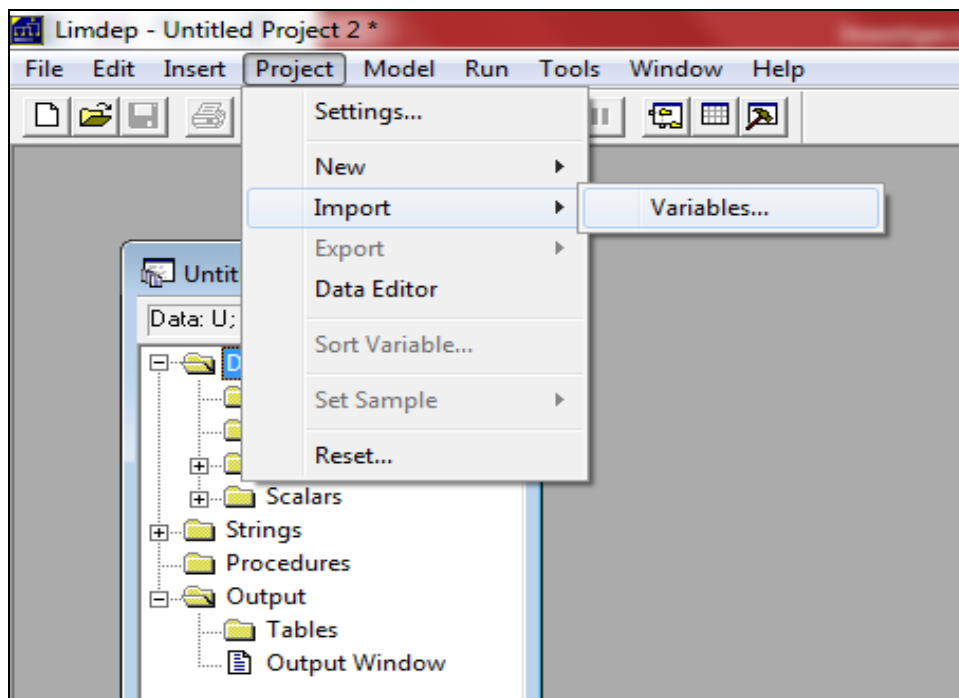 Limdep - Untitled Project 2 *
File Edit Insert Project Model Run Tools Window Help
Settings...
New
Import
Variables...
Export
Data Editor
Sort Variable...
Set Sample
Reset...
Untit
Data: U;
D
Scalars
Strings
Procedures
Output
Tables
Output Window